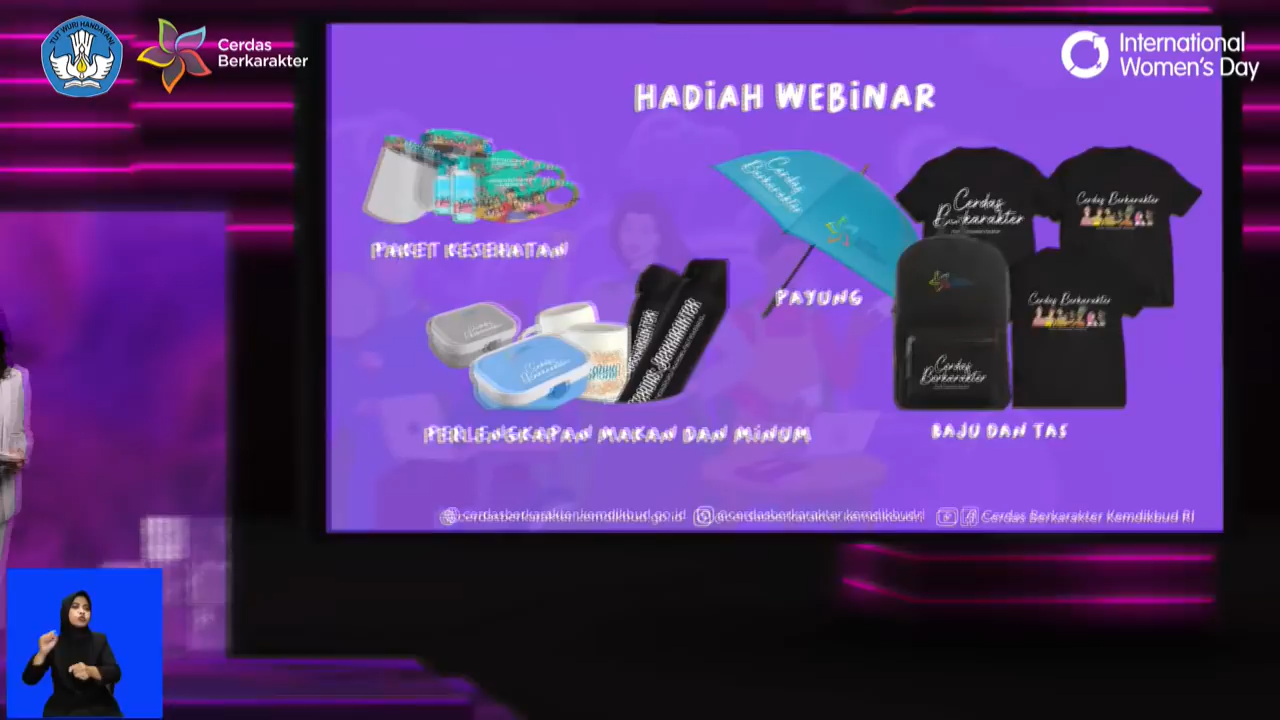 TUT WURI HANDAYANI
Cerdas
Berkarakter
International
Women's Day
HADiAH WEBiNAR
Cerdas
Berkarakter
Cerdas
Berkarakter
Cerdas Berkarakter
PAKET KESEHATAN
PAYUNG
Cerdas Berkarakter
CERDAS BERKARAKTER
Cerdas
Berkarakter
PERLENGKAPAN MAKAN DAN MiNUM
BAJU DAN TAS
cerdasberkarakter.kemdikbud.go.id
@cerdasberkarakter.kemdikbudri
Cerdas Berkarakter Kemdikbud RI